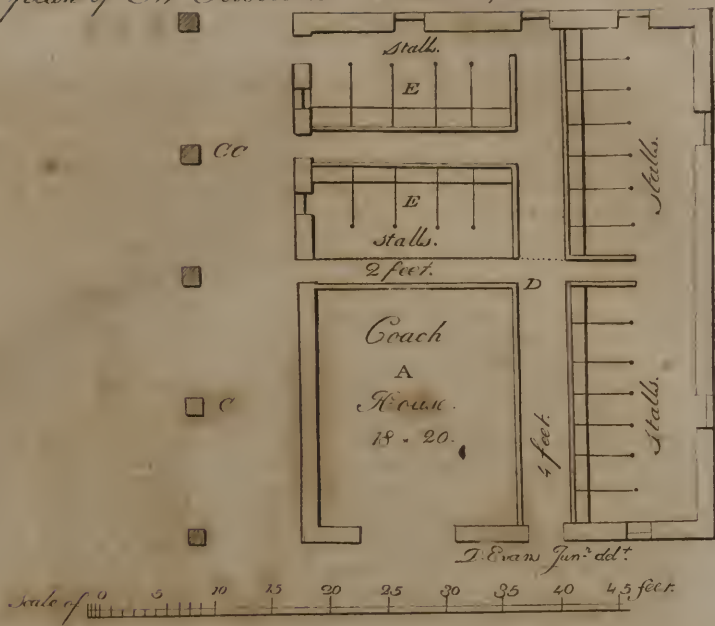 Stalls.
E
CC
E
Stalls.
Stalls.
2 feet.
D
Coach
A
House.
18 - 20.
C
4 feet.
Stalls.
D. Evans Junr. ddt.
Scale of 0 5 10 15 20 25 30 35 40 45 feet.